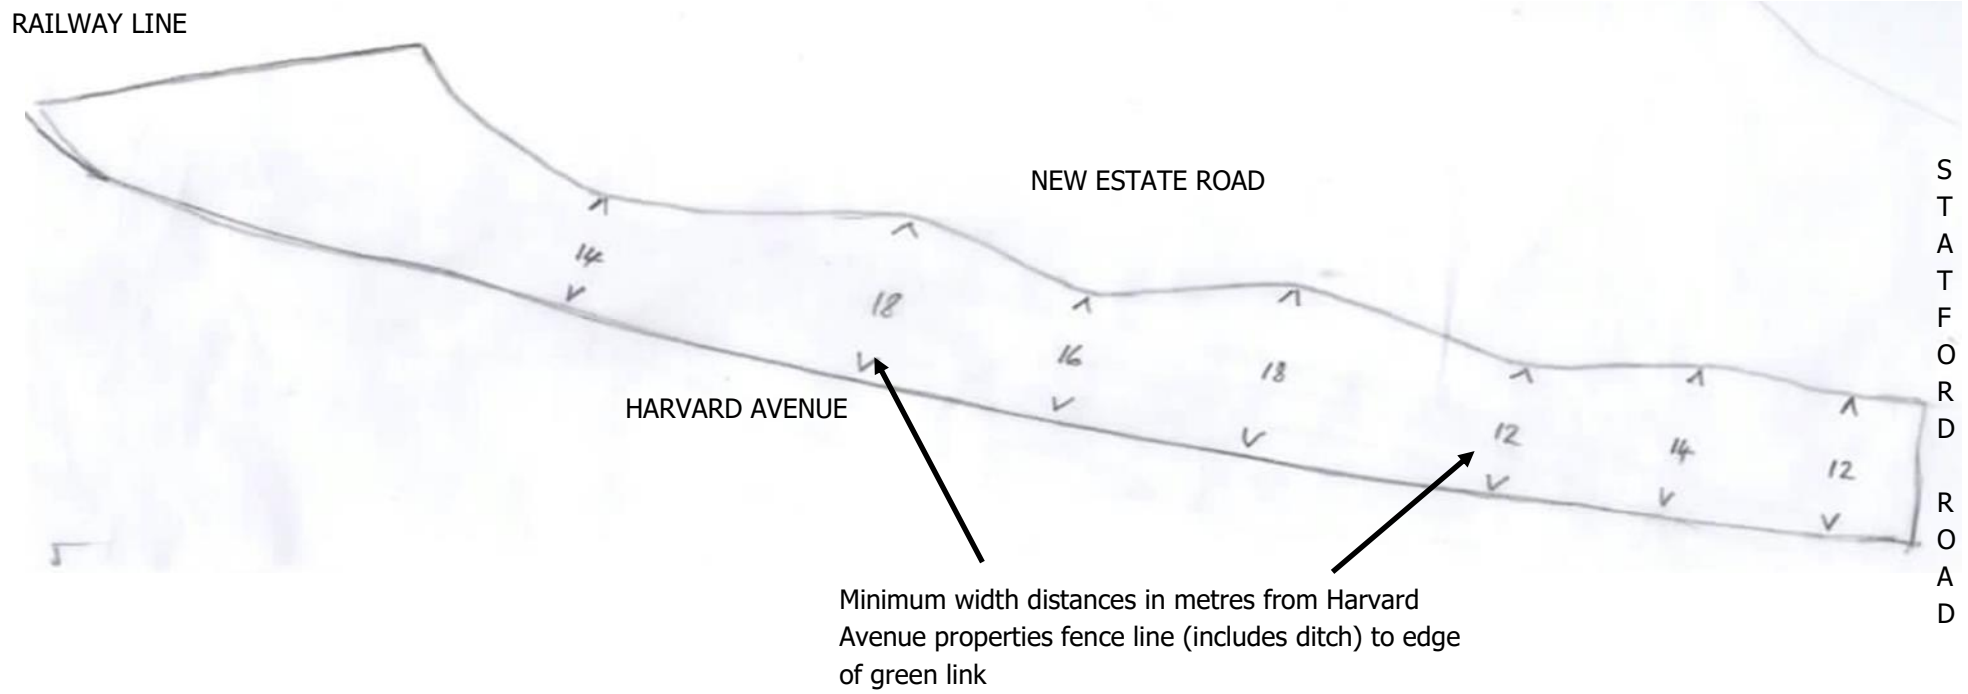 RAILWAY LINE
NEW ESTATE ROAD
STATFORD ROAD
14
18
16
18
12
14
12
HARVARD AVENUE
Minimum width distances in metres from Harvard
Avenue properties fence line (includes ditch) to edge
of green link